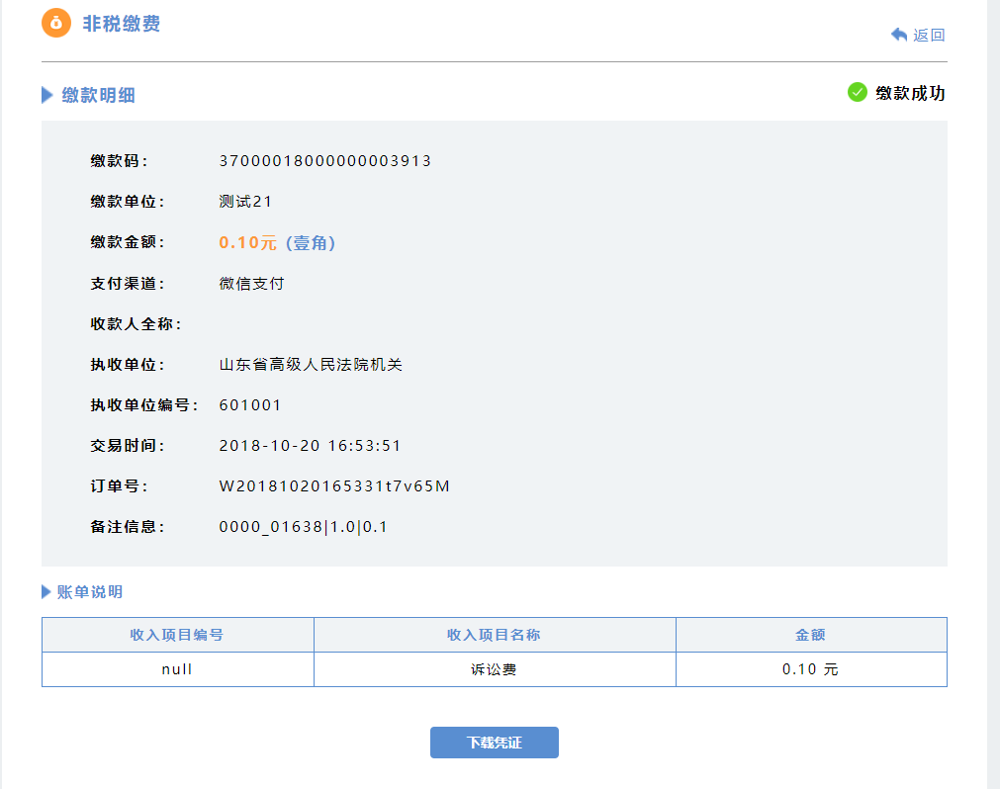 非税缴费
返回
缴款明细
缴款成功
缴款码： 37000018000000003913
缴款单位： 测试21
缴款金额： 0.10元 (壹角)
支付渠道： 微信支付
收款人全称：
执收单位： 山东省高级人民法院机关
执收单位编号： 601001
交易时间： 2018-10-20 16:53:51
订单号： W20181020165331t7v65M
备注信息： 0000_01638|1.0|0.1
账单说明
收入项目编号 收入项目名称 金额
null 诉讼费 0.10 元
下载凭证